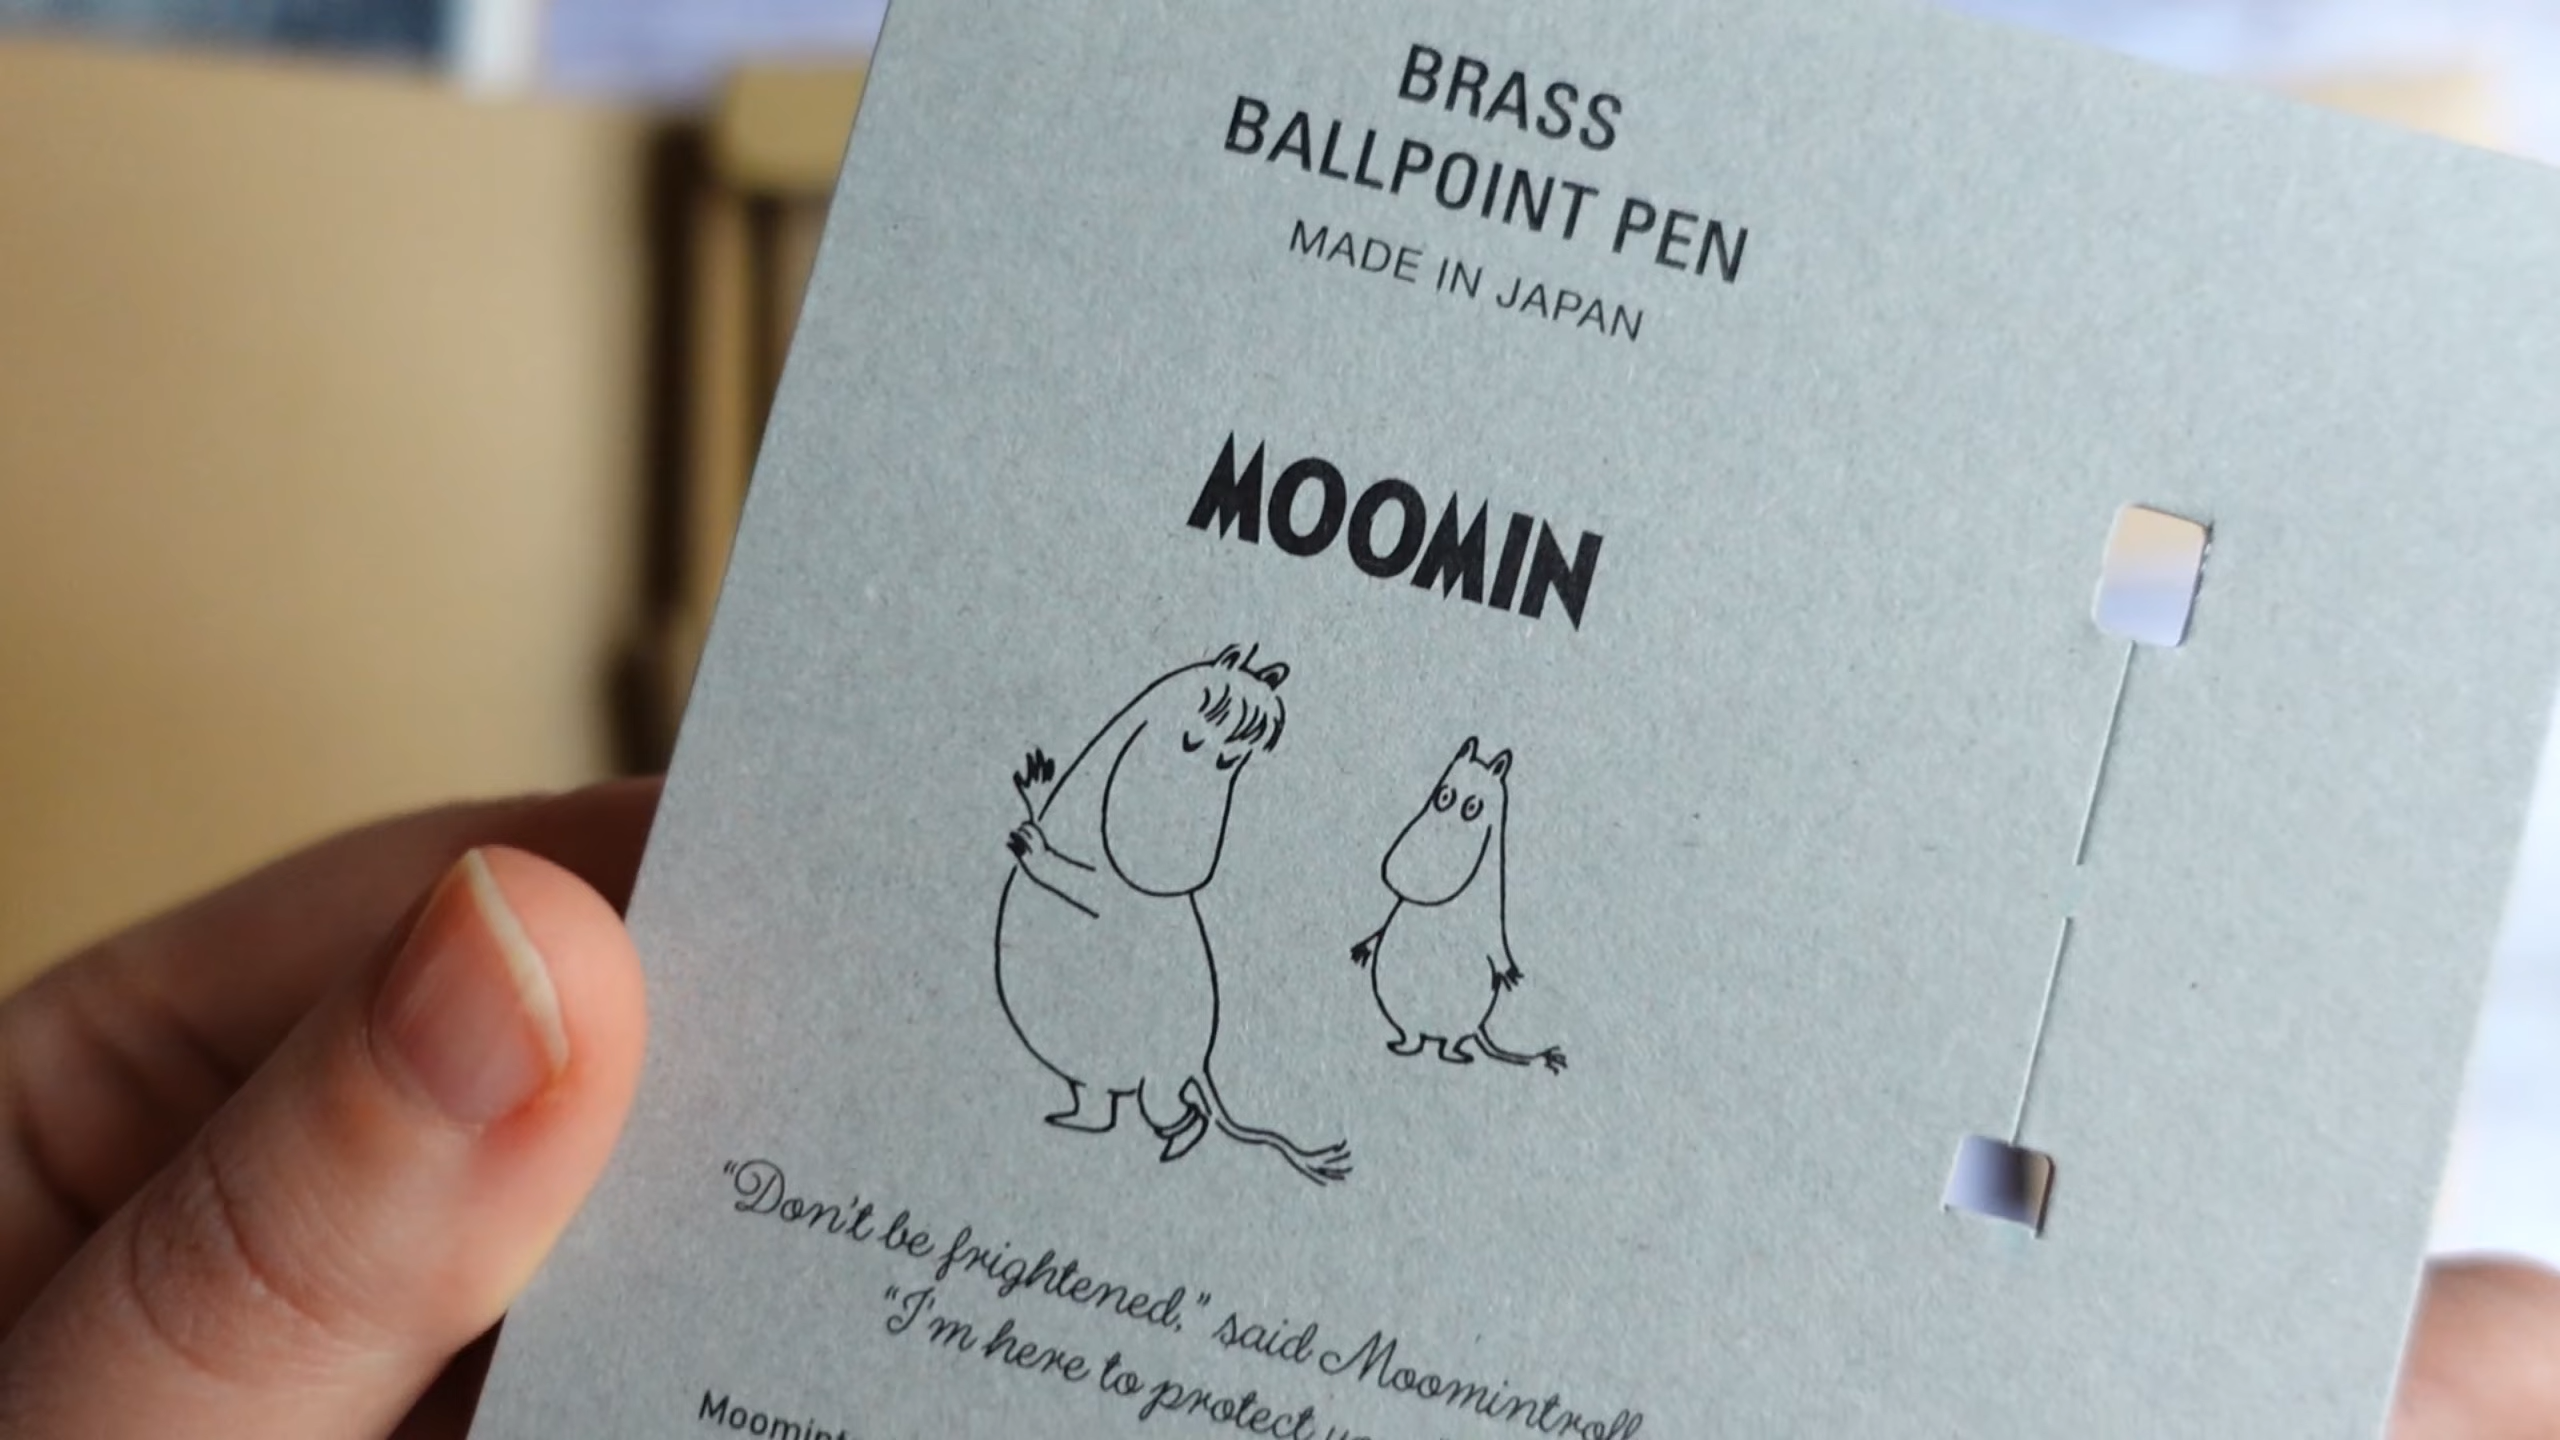 BRASS
BALLPOINT PEN
MADE IN JAPAN
MOOMIN
“Don't be frightened,” said Moomintroll
“I'm here to protect